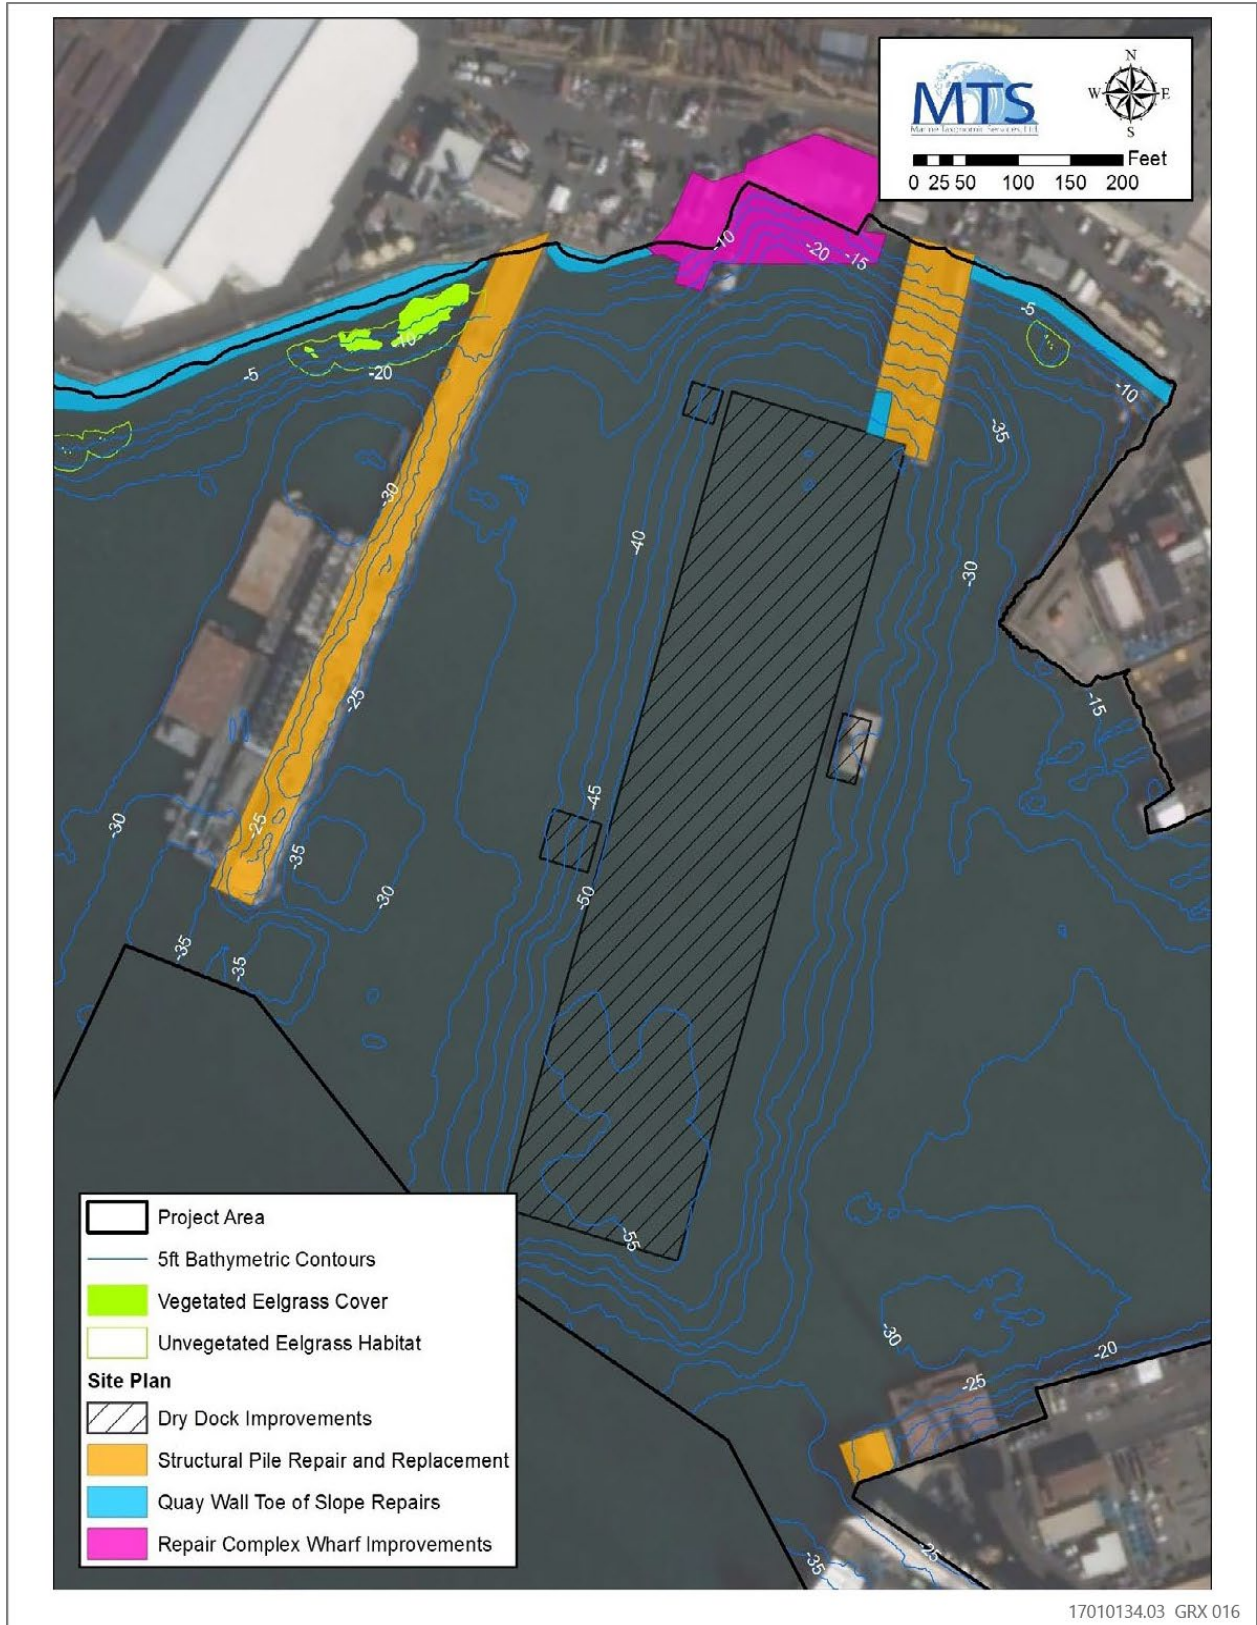 MTS
Marine Taxonomic Services, Ltd.
N
W
E
S
Feet
0 25 50 100 150 200
-10
-20
-15
-5
-10
-5
-20
-10
-35
-30
-40
-30
-25
-15
-45
-30
-25
-35
-30
-50
-35
-35
-55
-30
-20
-25
-25
-35
Project Area
5ft Bathymetric Contours
Vegetated Eelgrass Cover
Unvegetated Eelgrass Habitat
Site Plan
Dry Dock Improvements
Structural Pile Repair and Replacement
Quay Wall Toe of Slope Repairs
Repair Complex Wharf Improvements
17010134.03 GRX 016